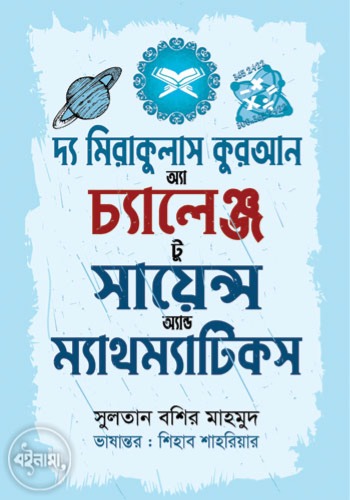 দ্য মিরাকুলাস কুরআন
অ্যা
চ্যালেঞ্জ
টু
সায়েন্স
অ্যান্ড
ম্যাথম্যাটিকস
সুলতান বশির মাহমুদ
ভাষান্তর : শিহাব শাহরিয়ার
বইনামা